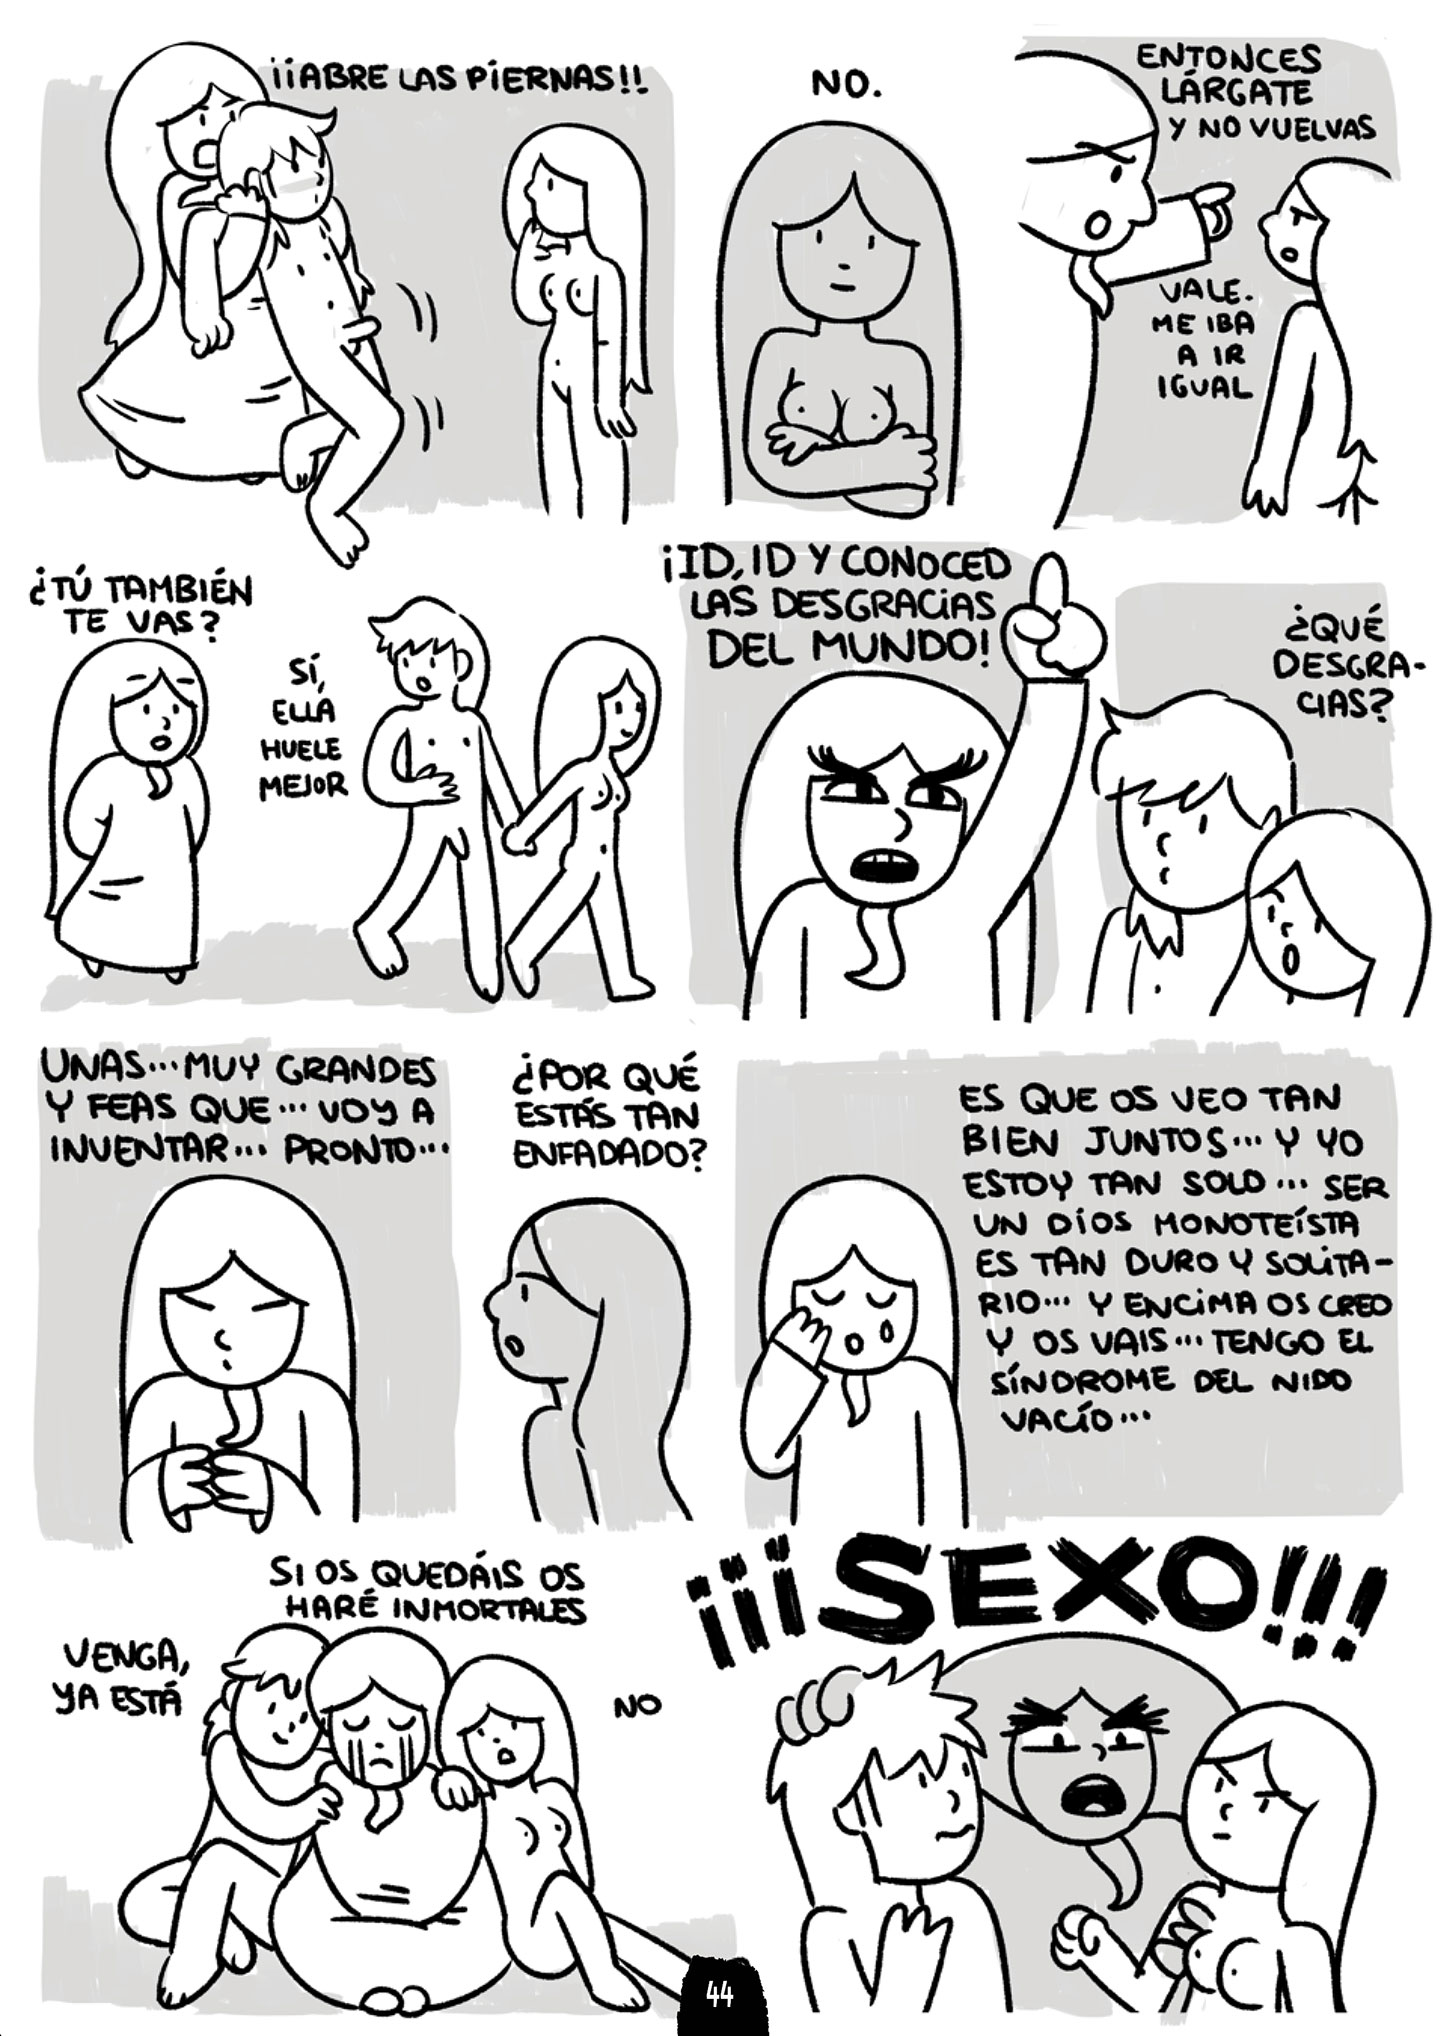 ¡¡ABRE LAS PIERNAS!!
NO.
ENTONCES
LÁRGATE
Y NO VUELVAS
VALE.
ME IBA
A IR
IGUAL
¿TÚ TAMBIÉN
TE VAS?
SÍ,
ELLA
HUELE
MEJOR
¡ID, ID Y CONOCED
LAS DESGRACIAS
DEL MUNDO!
¿QUÉ
DESGRA-
CIAS?
UNAS... MUY GRANDES
Y FEAS QUE... VOY A
INVENTAR... PRONTO...
¿POR QUÉ
ESTÁS TAN
ENFADADO?
ES QUE OS VEO TAN
BIEN JUNTOS... Y YO
ESTOY TAN SOLO... SER
UN DIOS MONOTEÍSTA
ES TAN DURO Y SOLITA-
RIO... Y ENCIMA OS CREO
Y OS VAIS... TENGO EL
SÍNDROME DEL NIDO
VACÍO...
SI OS QUEDÁIS OS
HARÉ INMORTALES
VENGA,
YA ESTÁ
NO
¡¡¡SEXO!!!
44